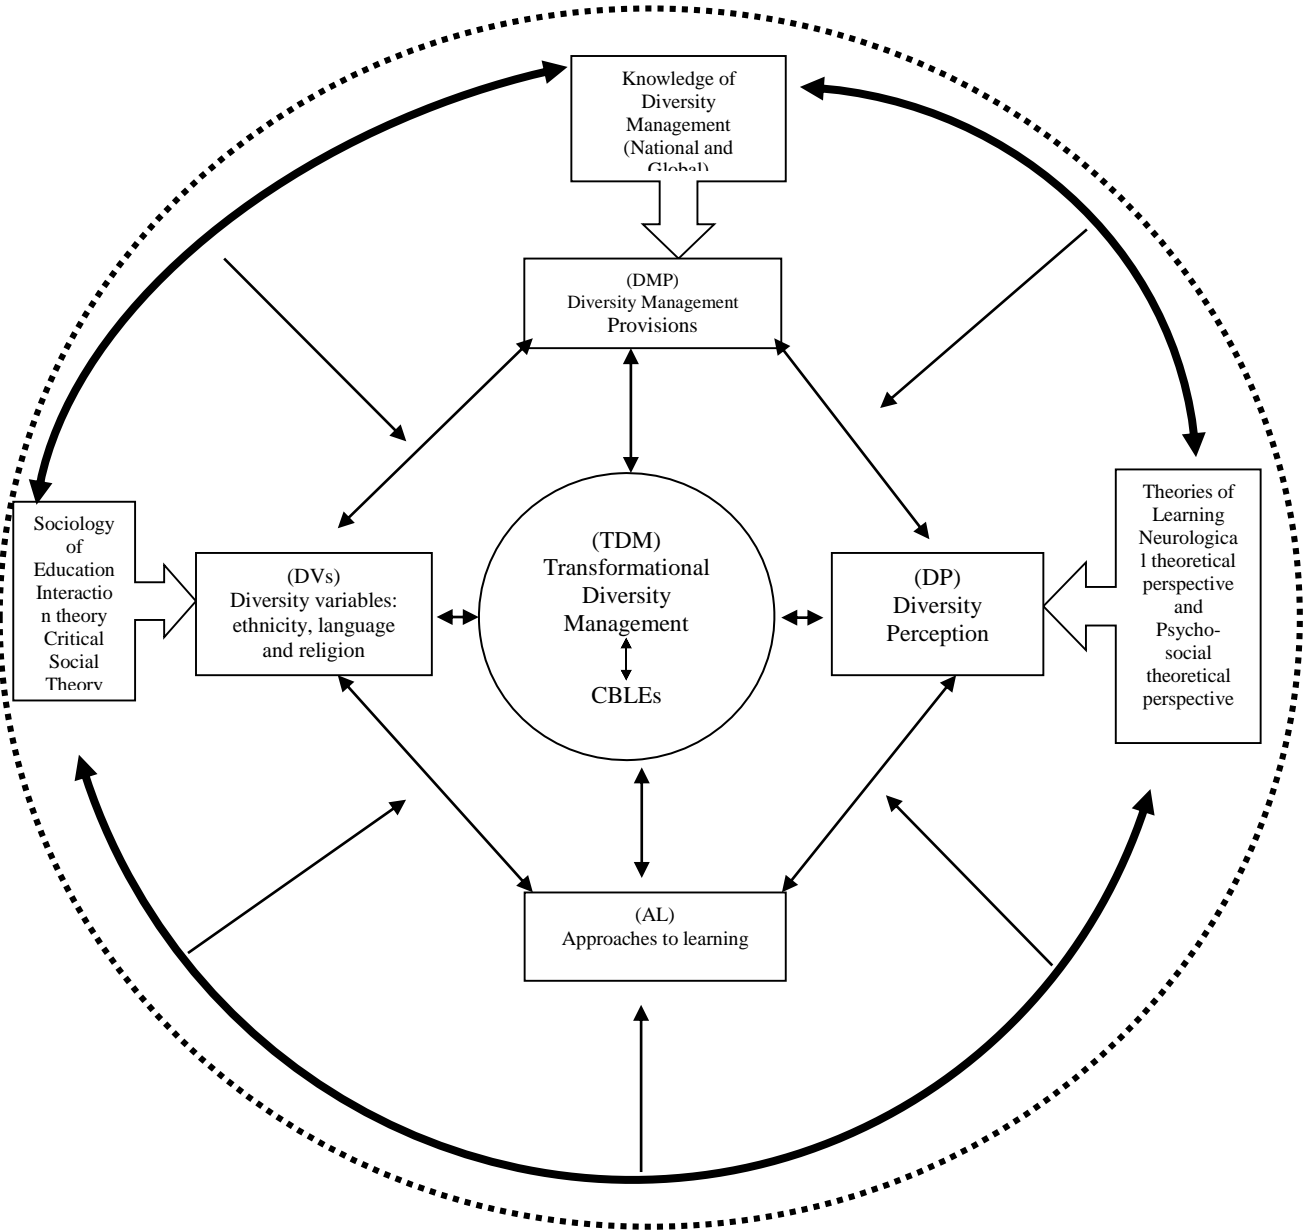 Knowledge of
Diversity
Management
(National and
Global)
(DMP)
Diversity Management
Provisions
Sociology
of
Education
Interactio
n theory
Critical
Social
Theory
(DVs)
Diversity variables:
ethnicity, language
and religion
(TDM)
Transformational
Diversity
Management
CBLEs
(DP)
Diversity
Perception
Theories of
Learning
Neurologica
l theoretical
perspective
and
Psycho-
social
theoretical
perspective
(AL)
Approaches to learning